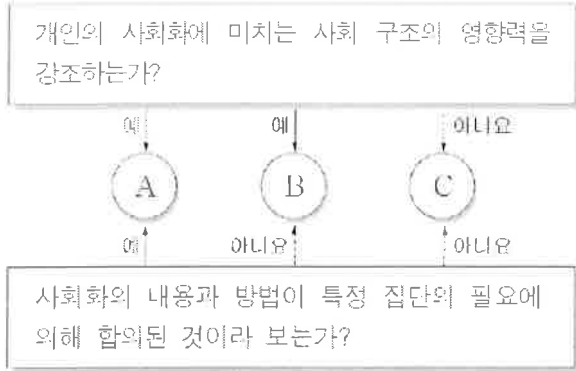 개인의 사회화에 미치는 사회 구조의 영향력을
강조하는가?
예 예 아니요
A B C
예 아니요 아니요
사회화의 내용과 방법이 특정 집단의 필요에
의해 합의된 것이라 보는가?